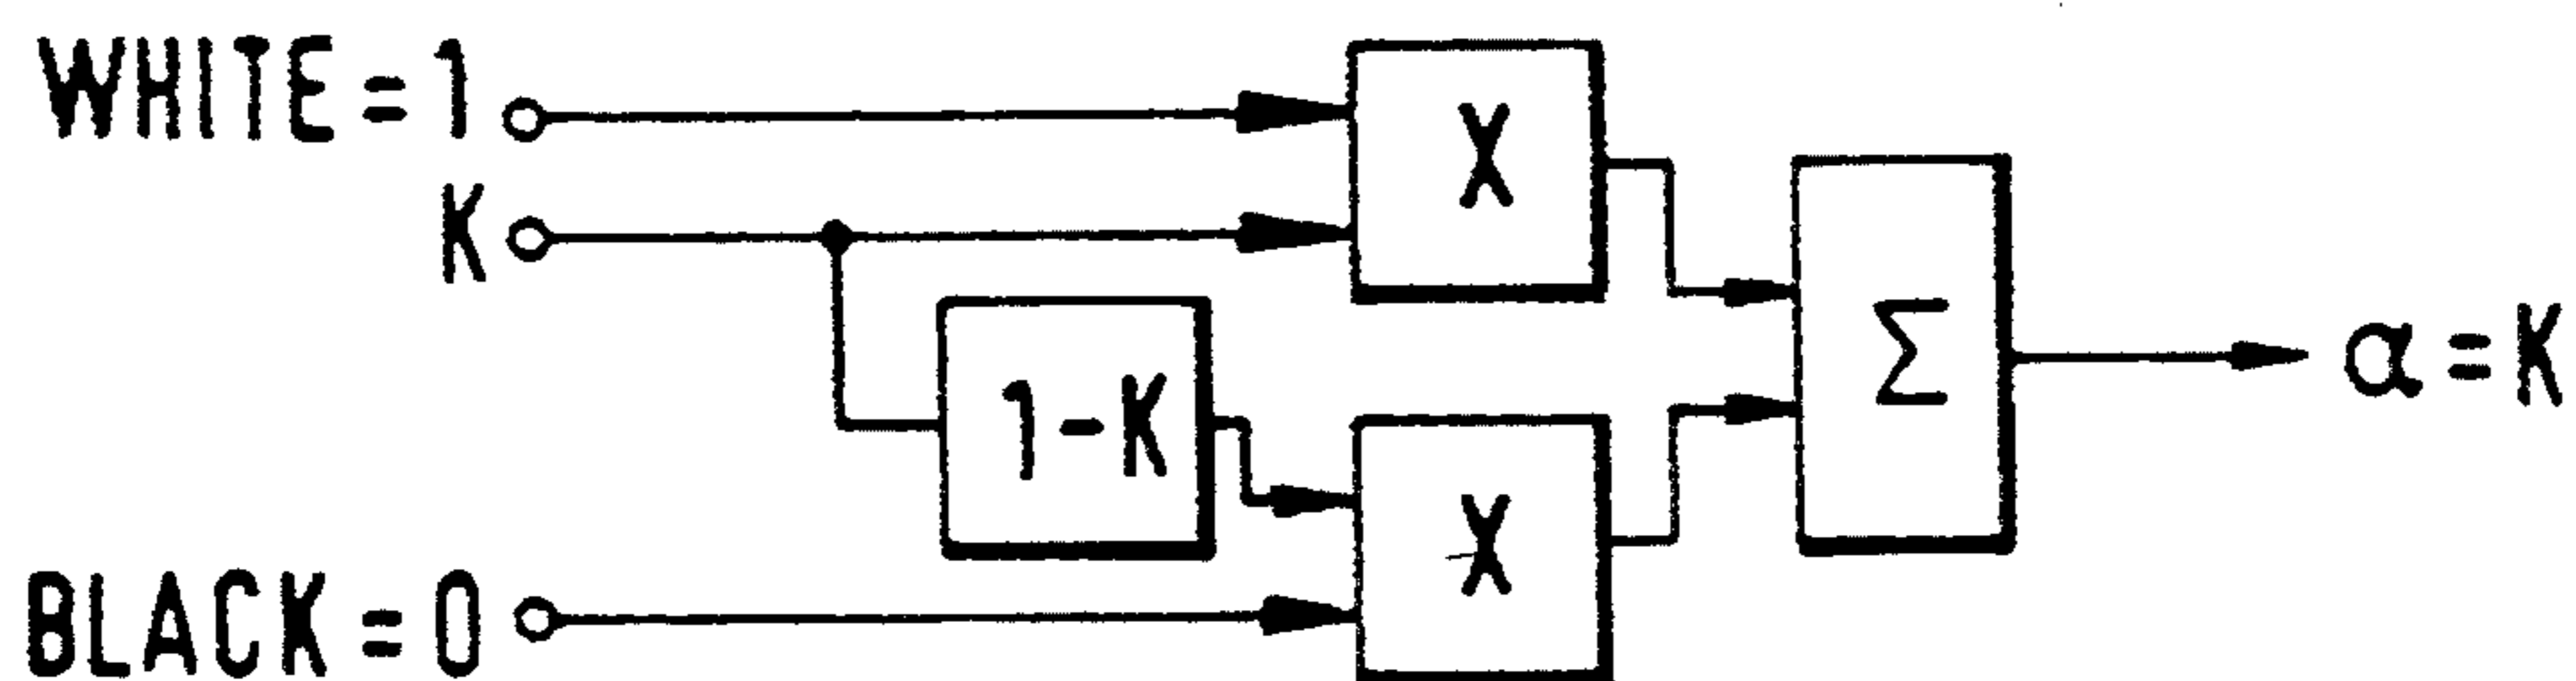 WHITE = 1
K
X
1-K
Σ
α = K
X
BLACK = 0